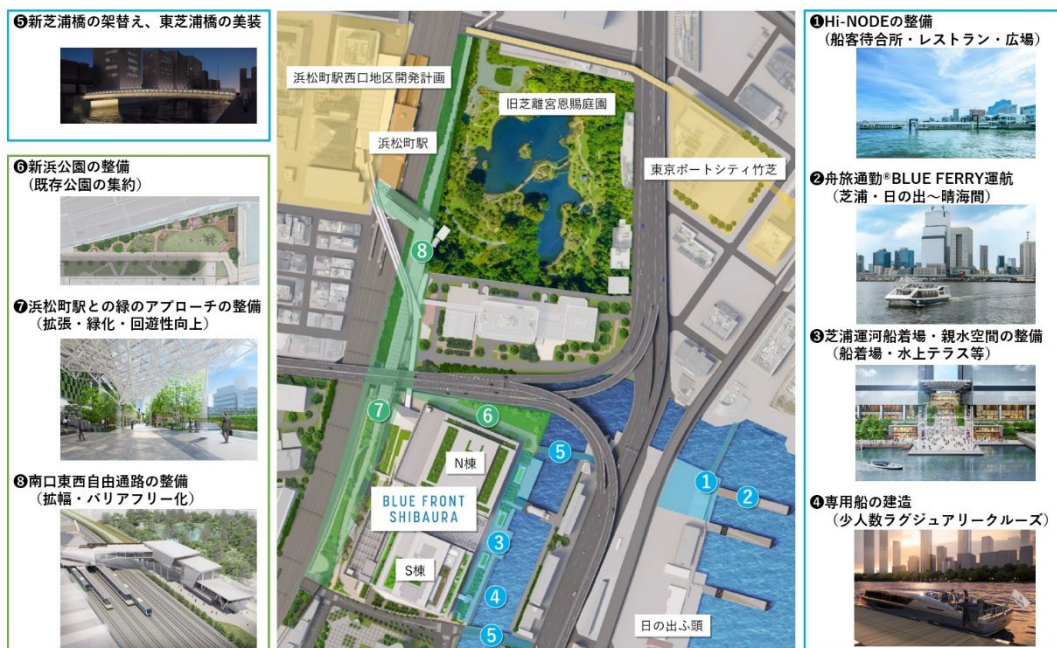 ❺新芝浦橋の架替え、東芝浦橋の美装
❻新浜公園の整備
(既存公園の集約)
❼浜松町駅との緑のアプローチの整備
(拡張・緑化・回遊性向上)
❽南口東西自由通路の整備
(拡幅・バリアフリー化)
浜松町駅西口地区開発計画
浜松町駅
旧芝離宮恩賜庭園
東京ポートシティ竹芝
8
7
6
5
N棟
BLUE FRONT
SHIBAURA
3
S棟
4
5
1
2
日の出ふ頭
❶Hi-NODEの整備
(船客待合所・レストラン・広場)
❷舟旅通勤®BLUE FERRY運航
(芝浦・日の出～晴海間)
❸芝浦運河船着場・親水空間の整備
(船着場・水上テラス等)
❹専用船の建造
(少人数ラグジュアリークルーズ)